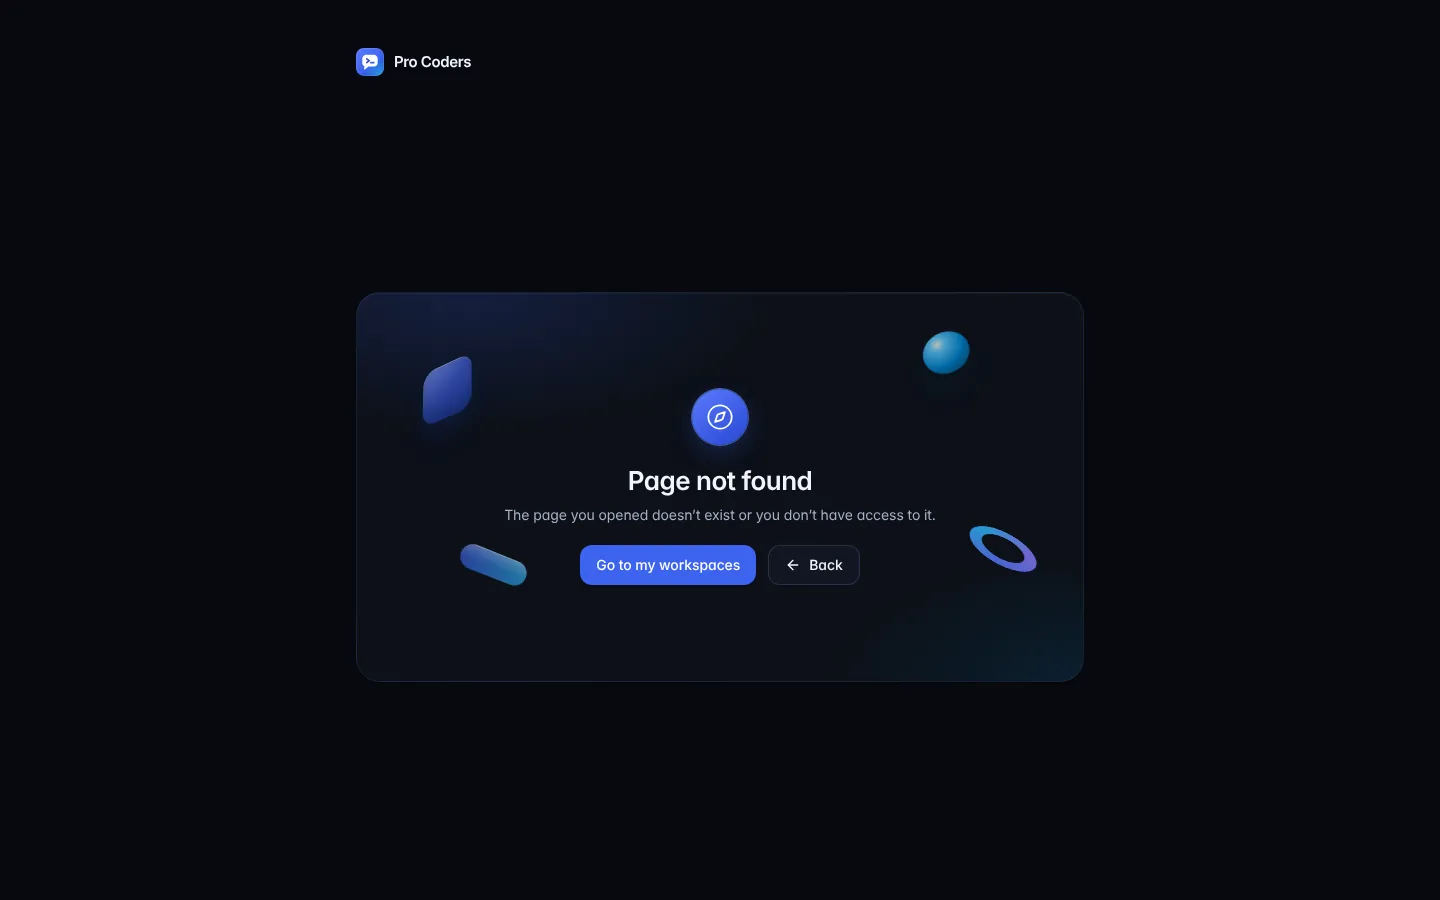 Pro Coders
Page not found
The page you opened doesn’t exist or you don’t have access to it.
Go to my workspaces
Back